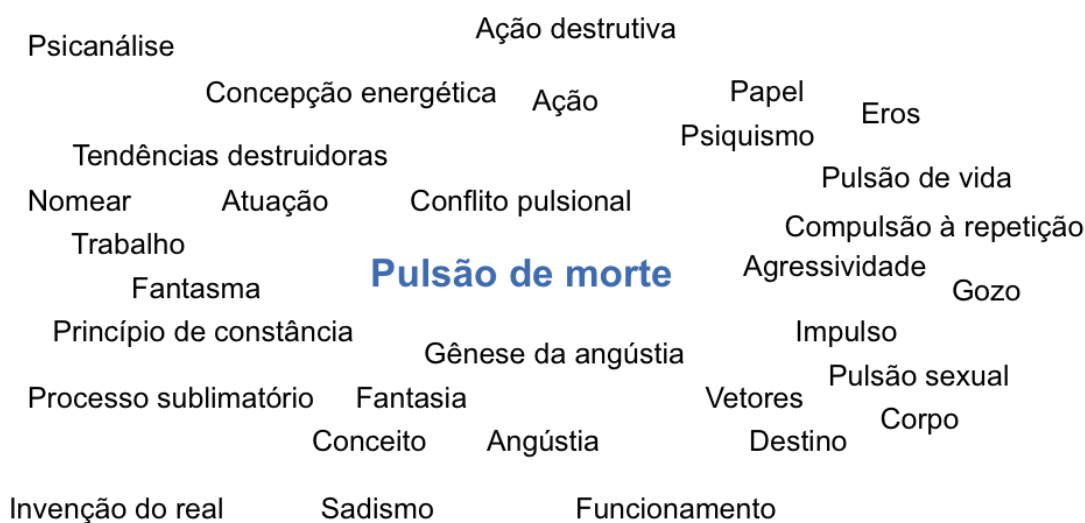 Ação destrutiva
Psicanálise
Concepção energética
Ação
Papel
Eros
Psiquismo
Tendências destruidoras
Pulsão de vida
Nomear
Atuação
Conflito pulsional
Compulsão à repetição
Trabalho
Pulsão de morte
Agressividade
Fantasma
Gozo
Princípio de constância
Impulso
Gênese da angústia
Pulsão sexual
Processo sublimatório
Fantasia
Vetores
Corpo
Conceito
Angústia
Destino
Invenção do real
Sadismo
Funcionamento